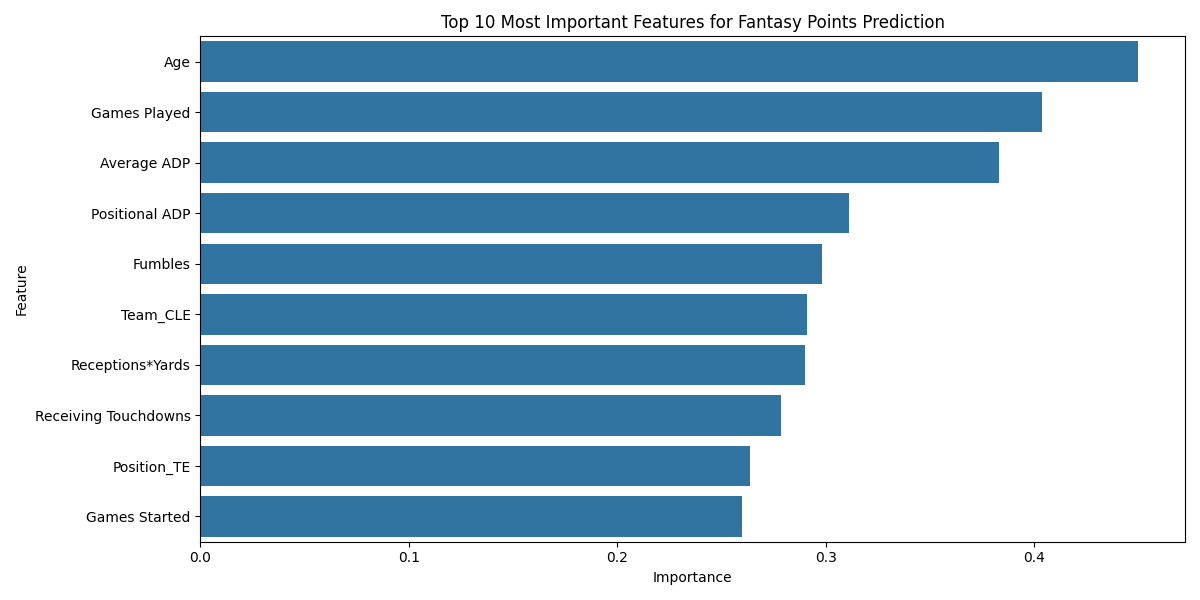 Top 10 Most Important Features for Fantasy Points Prediction
Feature
Age
Games Played
Average ADP
Positional ADP
Fumbles
Team_CLE
Receptions*Yards
Receiving Touchdowns
Position_TE
Games Started
0.0 0.1 0.2 0.3 0.4
Importance